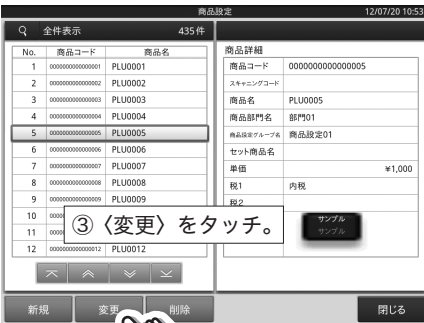 商品設定
12/07/20 10:53
全件表示 435件
No. 商品コード 商品名
1 0000000000000001 PLU0001
2 0000000000000002 PLU0002
3 0000000000000003 PLU0003
4 0000000000000004 PLU0004
5 0000000000000005 PLU0005
6 0000000000000006 PLU0006
7 0000000000000007 PLU0007
8 0000000000000008 PLU0008
9 0000000000000009 PLU0009
10
11
12 0000000000000012 PLU0012
③〈変更〉をタッチ。
新規 変更 削除
商品詳細
商品コード 0000000000000005
スキャニングコード
商品名 PLU0005
商品部門名 部門01
商品設定グループ名 商品設定01
セット商品名
単価 ¥1,000
税1 内税
税2
サンプル
サンプル
閉じる